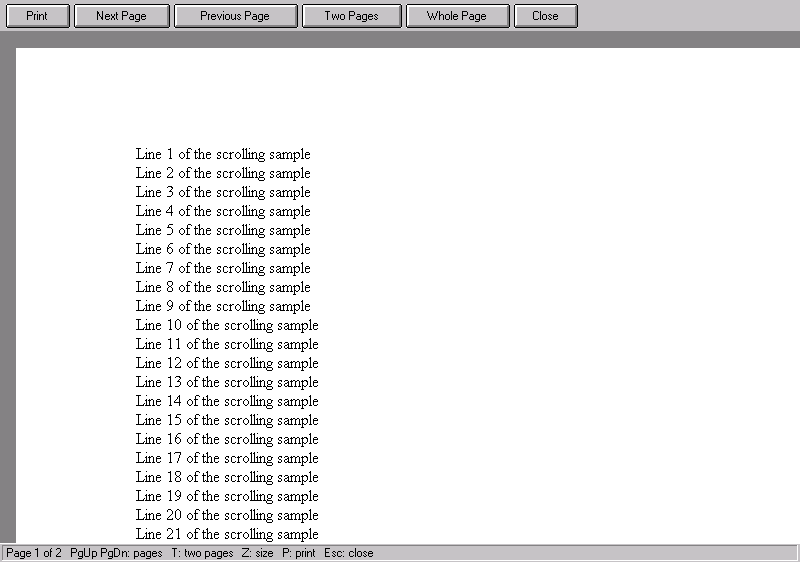 Print Next Page Previous Page Two Pages Whole Page Close
Line 1 of the scrolling sample
Line 2 of the scrolling sample
Line 3 of the scrolling sample
Line 4 of the scrolling sample
Line 5 of the scrolling sample
Line 6 of the scrolling sample
Line 7 of the scrolling sample
Line 8 of the scrolling sample
Line 9 of the scrolling sample
Line 10 of the scrolling sample
Line 11 of the scrolling sample
Line 12 of the scrolling sample
Line 13 of the scrolling sample
Line 14 of the scrolling sample
Line 15 of the scrolling sample
Line 16 of the scrolling sample
Line 17 of the scrolling sample
Line 18 of the scrolling sample
Line 19 of the scrolling sample
Line 20 of the scrolling sample
Line 21 of the scrolling sample
Page 1 of 2 PgUp PgDn: pages T: two pages Z: size P: print Esc: close